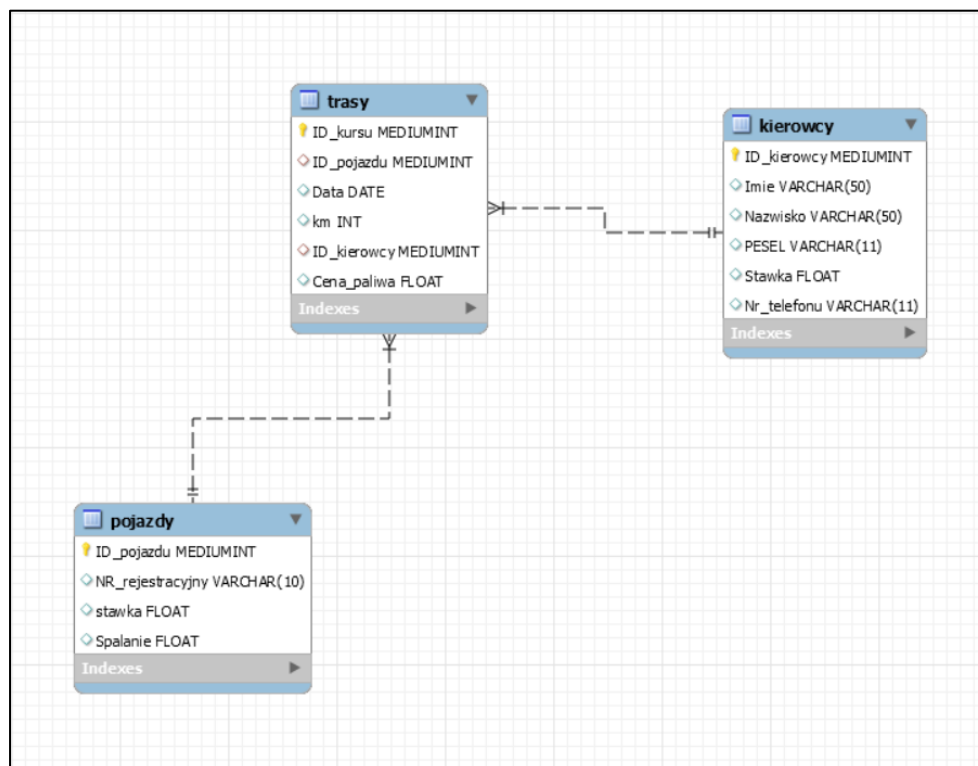 trasy
ID_kursu MEDIUMINT
ID_pojazdu MEDIUMINT
Data DATE
km INT
ID_kierowcy MEDIUMINT
Cena_paliwa FLOAT
Indexes
kierowcy
ID_kierowcy MEDIUMINT
Imie VARCHAR(50)
Nazwisko VARCHAR(50)
PESEL VARCHAR(11)
Stawka FLOAT
Nr_telefonu VARCHAR(11)
Indexes
pojazdy
ID_pojazdu MEDIUMINT
NR_rejestracyjny VARCHAR(10)
stawka FLOAT
Spalanie FLOAT
Indexes